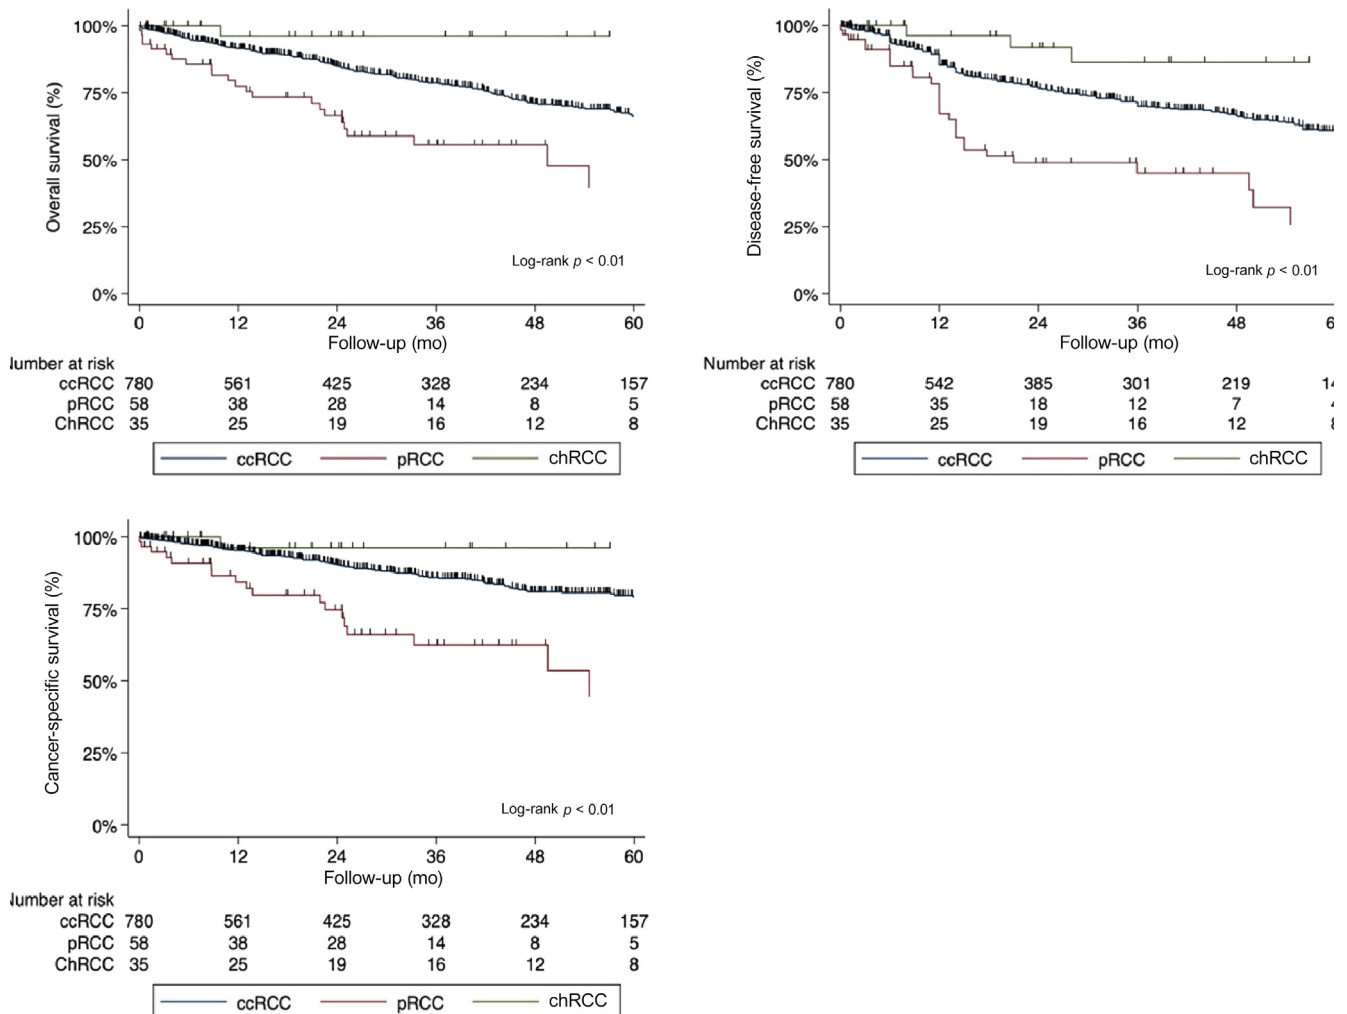 100%
75%
50%
25%
0%
Overall survival (%)
Log-rank p < 0.01
0 12 24 36 48 60
Follow-up (mo)
umber at risk
ccRCC 780 561 425 328 234 157
pRCC 58 38 28 14 8 5
ChRCC 35 25 19 16 12 8
ccRCC pRCC chRCC
100%
75%
50%
25%
0%
Disease-free survival (%)
Log-rank p < 0.01
0 12 24 36 48 6
Follow-up (mo)
Number at risk
ccRCC 780 542 385 301 219 14
pRCC 58 35 18 12 7
ChRCC 35 25 19 16 12
ccRCC pRCC chRCC
100%
75%
50%
25%
0%
Cancer-specific survival (%)
Log-rank p < 0.01
0 12 24 36 48 60
Follow-up (mo)
umber at risk
ccRCC 780 561 425 328 234 157
pRCC 58 38 28 14 8 5
ChRCC 35 25 19 16 12 8
ccRCC pRCC chRCC